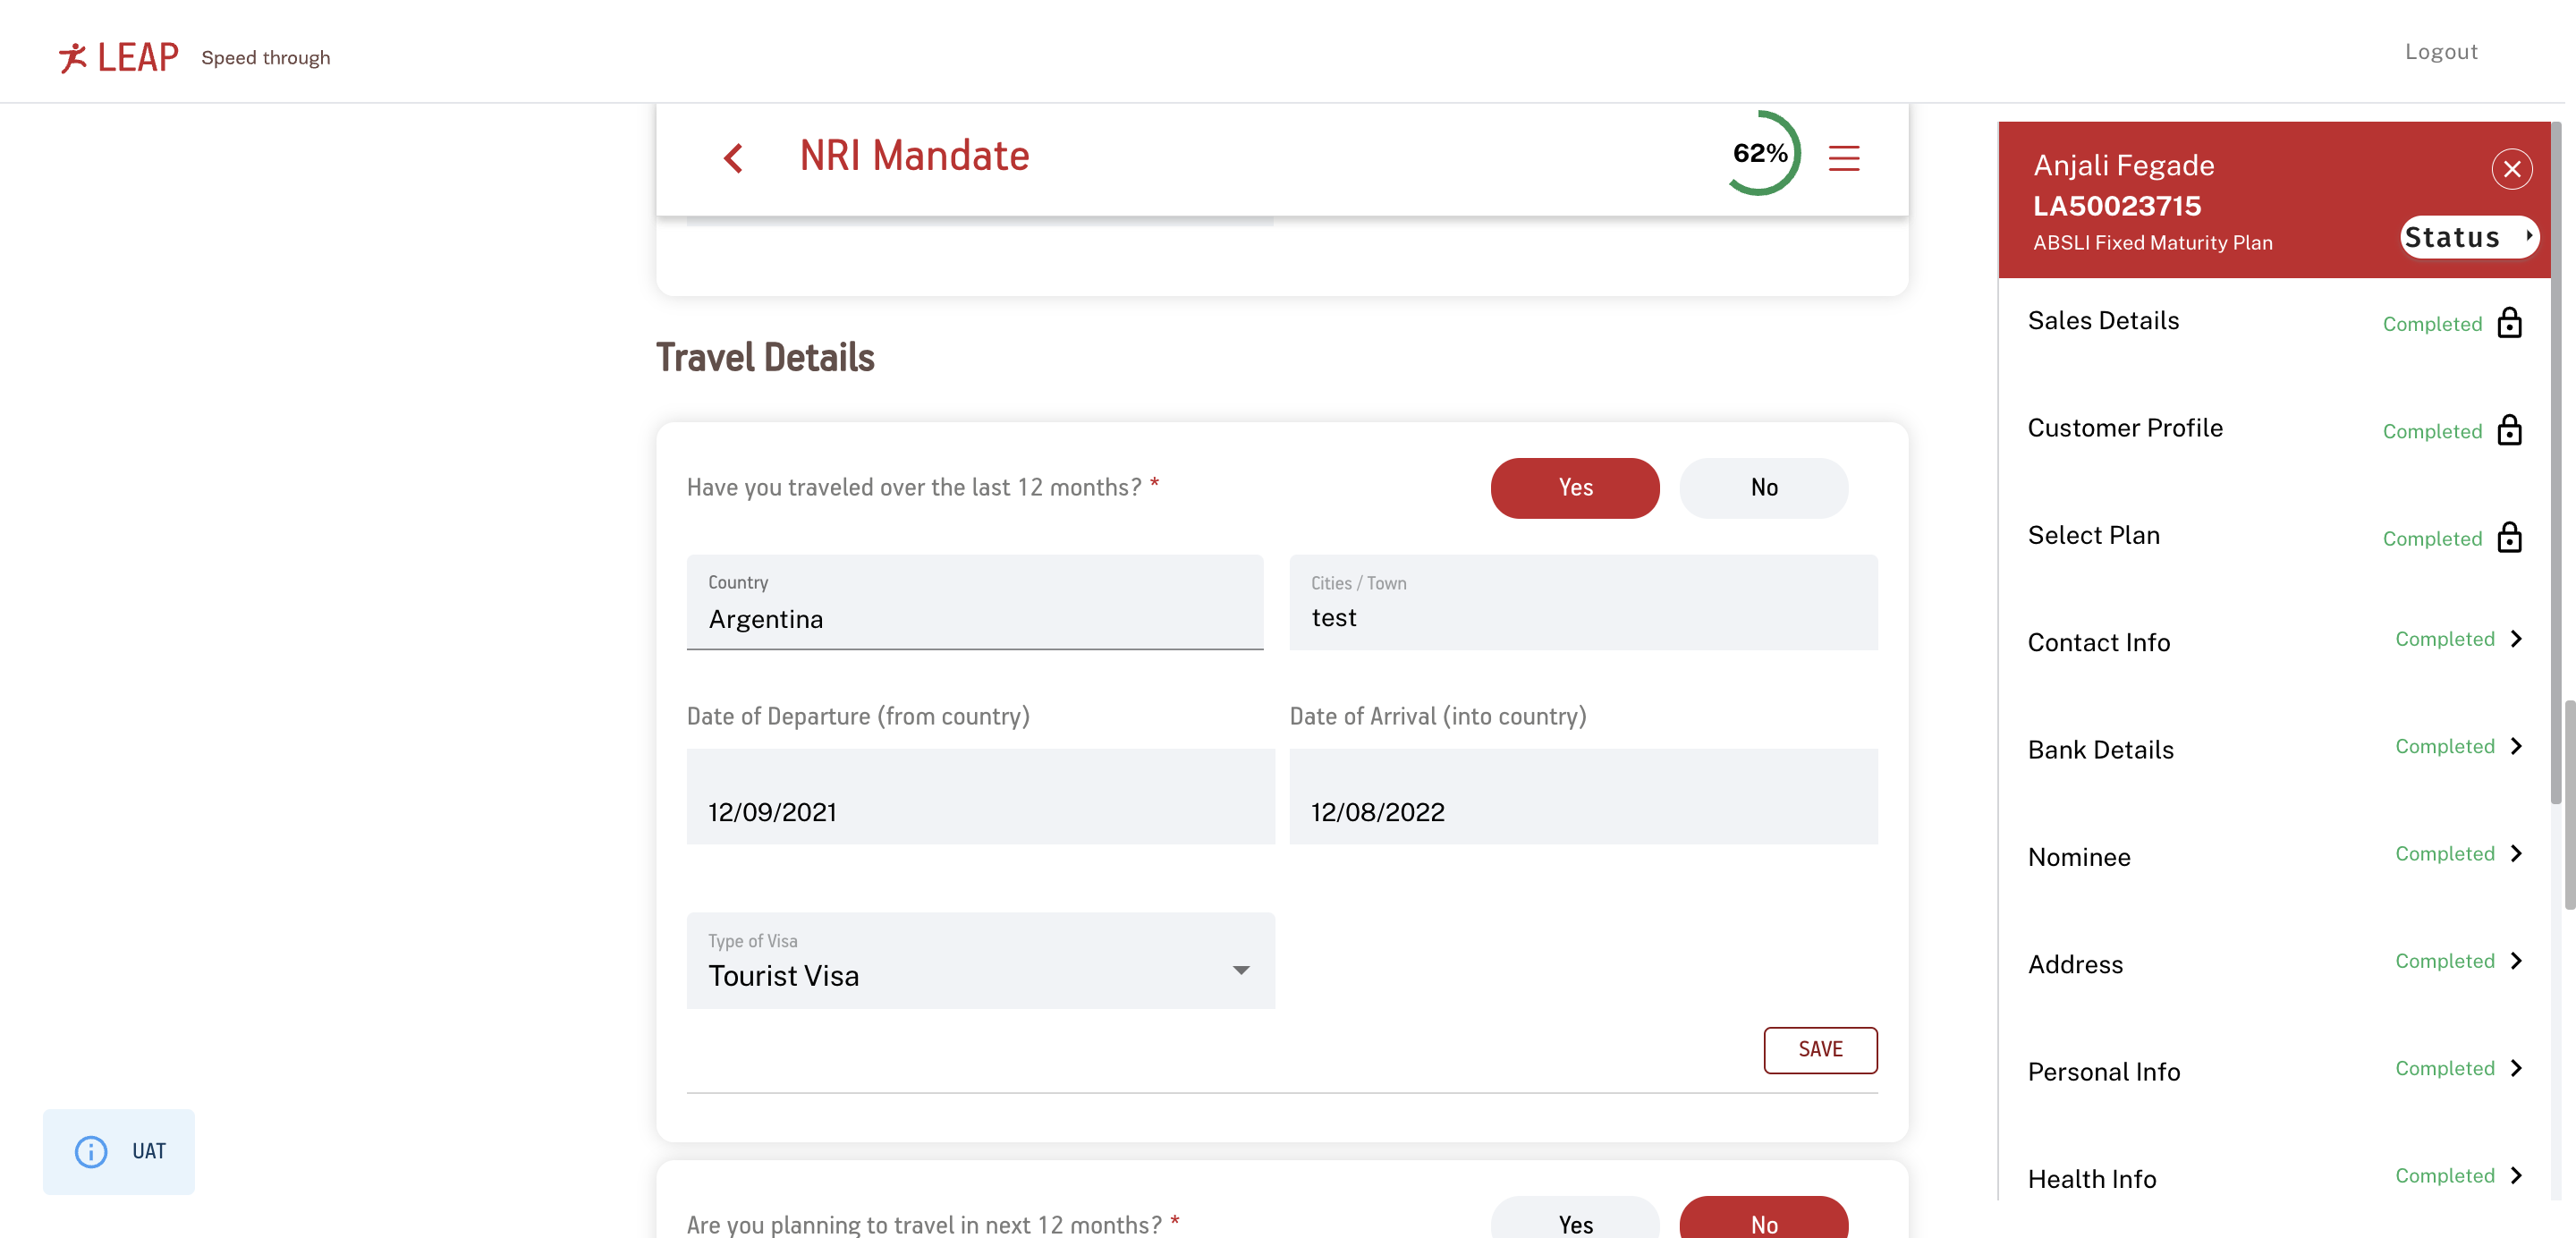 LEAP Speed through
Logout
NRI Mandate
62%
Travel Details
Have you traveled over the last 12 months? *
Yes
No
Country
Argentina
Cities / Town
test
Date of Departure (from country)
12/09/2021
Date of Arrival (into country)
12/08/2022
Type of Visa
Tourist Visa
SAVE
Are you planning to travel in next 12 months? *
Yes
No
UAT
Anjali Fegade
LA50023715
ABSLI Fixed Maturity Plan
Status
Sales Details Completed
Customer Profile Completed
Select Plan Completed
Contact Info Completed
Bank Details Completed
Nominee Completed
Address Completed
Personal Info Completed
Health Info Completed